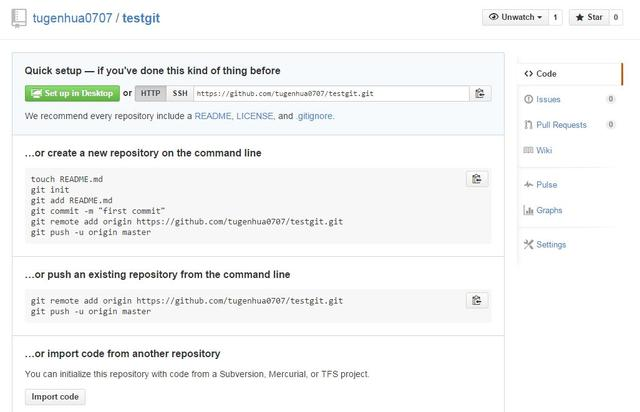 tugenhua0707 / testgit
Unwatch 1 Star 0
Quick setup — if you've done this kind of thing before
Set up in Desktop or HTTP SSH https://github.com/tugenhua0707/testgit.git
We recommend every repository include a README, LICENSE, and .gitignore.
…or create a new repository on the command line
touch README.md
git init
git add README.md
git commit -m "first commit"
git remote add origin https://github.com/tugenhua0707/testgit.git
git push -u origin master
…or push an existing repository from the command line
git remote add origin https://github.com/tugenhua0707/testgit.git
git push -u origin master
…or import code from another repository
You can initialize this repository with code from a Subversion, Mercurial, or TFS project.
Import code
<> Code
Issues 0
Pull Requests 0
Wiki
Pulse
Graphs
Settings